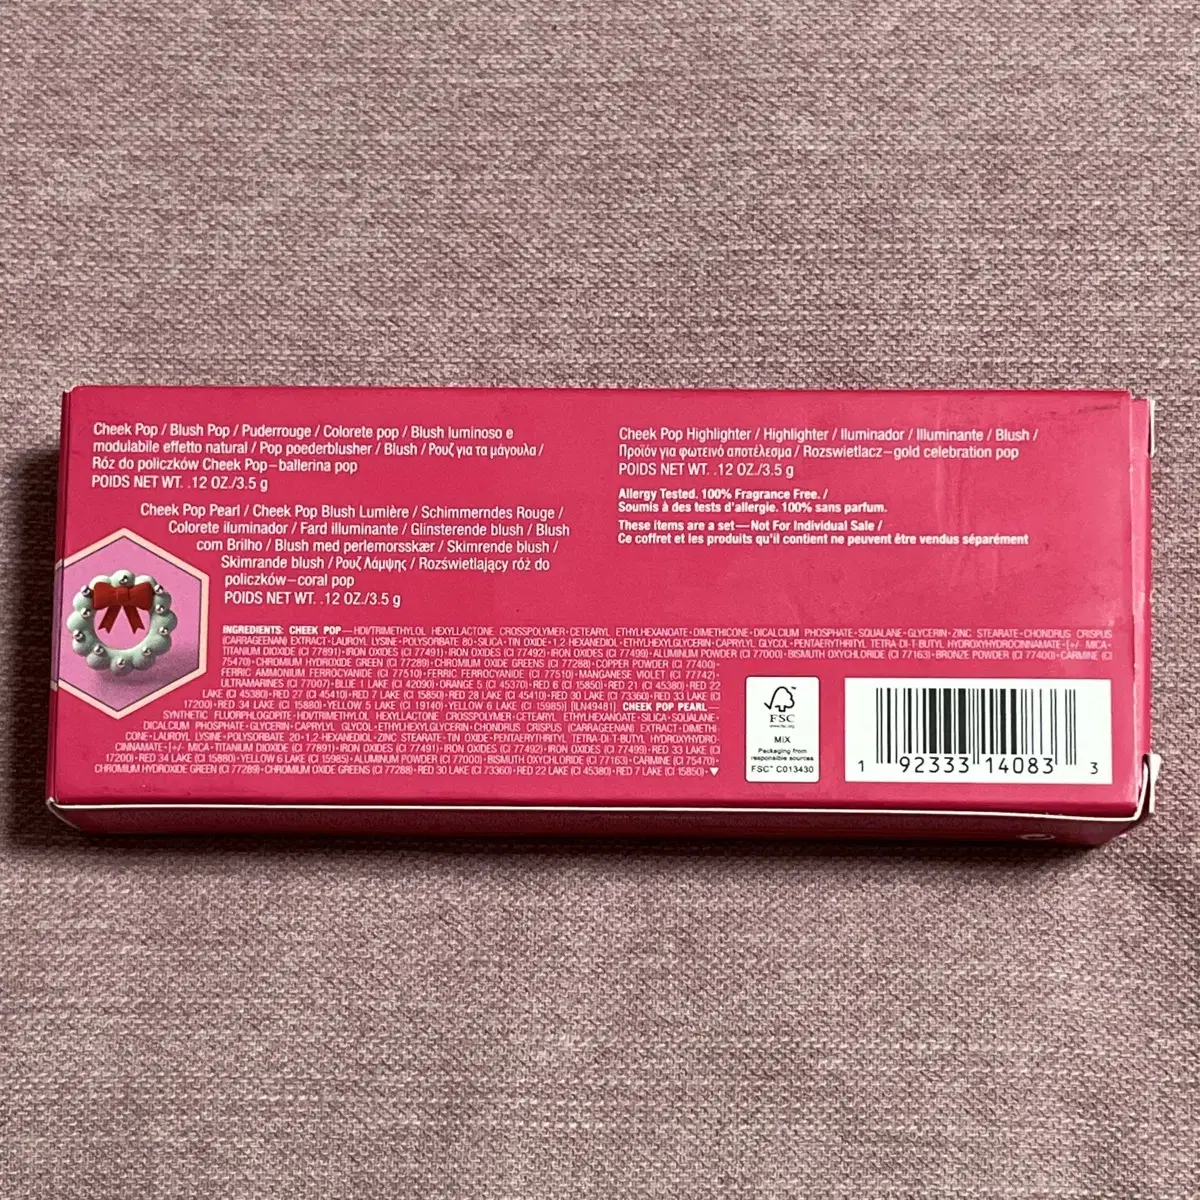 Cheek Pop / Blush Pop / Puderrouge / Colorete pop / Blush luminoso e
modulabile effetto natural / Pop poederblusher / Blush / Ρουζ για τα μάγουλα /
Róż do policzków Cheek Pop—ballerina pop
POIDS NET WT. .12 OZ./3.5 g
Cheek Pop Pearl / Cheek Pop Blush Lumière / Schimmerndes Rouge /
Colorete iluminador / Fard illuminante / Glinsterende blush / Blush
com Brilho / Blush med perlemorsskær / Skimrende blush /
Skimrande blush / Ρουζ Λάμψης / Rozświetlający róż do
policzków—coral pop
POIDS NET WT. .12 OZ./3.5 g
Cheek Pop Highlighter / Highlighter / Iluminador / Illuminante / Blush /
Προϊόν για φωτεινό αποτέλεσμα / Rozswietlacz—gold celebration pop
POIDS NET WT. .12 OZ./3.5 g
Allergy Tested. 100% Fragrance Free. /
Soumis à des tests d'allergie. 100% sans parfum.
These items are a set—Not For Individual Sale /
Ce coffret et les produits qu'il contient ne peuvent être vendus séparément
INGREDIENTS: CHEEK POP—HDI/TRIMETHYLOL HEXYLLACTONE CROSSPOLYMER•CETEARYL ETHYLHEXANOATE•DIMETHICONE•DICALCIUM PHOSPHATE•SQUALANE•GLYCERIN•ZINC STEARATE•CHONDRUS CRISPUS
(CARRAGEENAN) EXTRACT•LAUROYL LYSINE•POLYSORBATE 80•SILICA•TIN OXIDE•1,2-HEXANEDIOL•ETHYLHEXYLGLYCERIN•CAPRYLYL GLYCOL•PENTAERYTHRITYL TETRA-DI-T-BUTYL HYDROXYHYDROCINNAMATE•[+/- MICA•
TITANIUM DIOXIDE (CI 77891)•IRON OXIDES (CI 77491)•IRON OXIDES (CI 77492)•IRON OXIDES (CI 77499)•ALUMINUM POWDER (CI 77000)•BISMUTH OXYCHLORIDE (CI 77163)•BRONZE POWDER (CI 77400)•CARMINE (CI
75470)•CHROMIUM HYDROXIDE GREEN (CI 77289)•CHROMIUM OXIDE GREENS (CI 77288)•COPPER POWDER (CI 77400)•
FERRIC AMMONIUM FERROCYANIDE (CI 77510)•FERRIC FERROCYANIDE (CI 77510)•MANGANESE VIOLET (CI 77742)•
ULTRAMARINES (CI 77007)•BLUE 1 LAKE (CI 42090)•ORANGE 5 (CI 45370)•RED 6 (CI 15850)•RED 21 (CI 45380)•RED 22
LAKE (CI 45380)•RED 27 (CI 45410)•RED 7 LAKE (CI 15850)•RED 28 LAKE (CI 45410)•RED 30 LAKE (CI 73360)•RED 33 LAKE (CI
17200)•RED 34 LAKE (CI 15880)•YELLOW 5 LAKE (CI 19140)•YELLOW 6 LAKE (CI 15985)] [ILN49481] CHEEK POP PEARL—
SYNTHETIC FLUORPHLOGOPITE•HDI/TRIMETHYLOL HEXYLLACTONE CROSSPOLYMER•CETEARYL ETHYLHEXANOATE•SILICA•SQUALANE•
DICALCIUM PHOSPHATE•GLYCERIN•CAPRYLYL GLYCOL•ETHYLHEXYLGLYCERIN•CHONDRUS CRISPUS (CARRAGEENAN) EXTRACT•DIMETHI-
CONE•LAUROYL LYSINE•POLYSORBATE 20•1,2-HEXANEDIOL•ZINC STEARATE•TIN OXIDE•PENTAERYTHRITYL TETRA-DI-T-BUTYL HYDROXYHYDRO-
CINNAMATE•[+/- MICA•TITANIUM DIOXIDE (CI 77891)•IRON OXIDES (CI 77491)•IRON OXIDES (CI 77492)•IRON OXIDES (CI 77499)•RED 33 LAKE (CI
17200)•RED 34 LAKE (CI 15880)•YELLOW 6 LAKE (CI 15985)•ALUMINUM POWDER (CI 77000)•BISMUTH OXYCHLORIDE (CI 77163)•CARMINE (CI 75470)•
CHROMIUM HYDROXIDE GREEN (CI 77289)•CHROMIUM OXIDE GREENS (CI 77288)•RED 30 LAKE (CI 73360)•RED 22 LAKE (CI 45380)•RED 7 LAKE (CI 15850)•▼
FSC
www.fsc.org
MIX
Packaging from
responsible sources
FSC® C013430
1 92333 14083 3